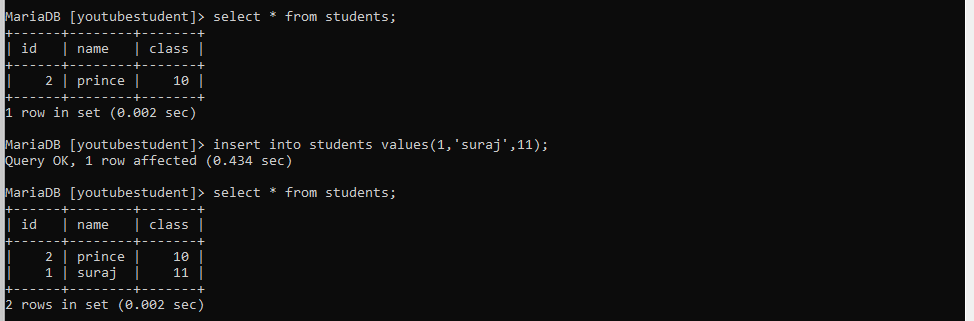 MariaDB [youtubestudent]> select * from students;
+------+--------+-------+
| id   | name   | class |
+------+--------+-------+
|    2 | prince |    10 |
+------+--------+-------+
1 row in set (0.002 sec)

MariaDB [youtubestudent]> insert into students values(1,'suraj',11);
Query OK, 1 row affected (0.434 sec)

MariaDB [youtubestudent]> select * from students;
+------+--------+-------+
| id   | name   | class |
+------+--------+-------+
|    2 | prince |    10 |
|    1 | suraj  |    11 |
+------+--------+-------+
2 rows in set (0.002 sec)